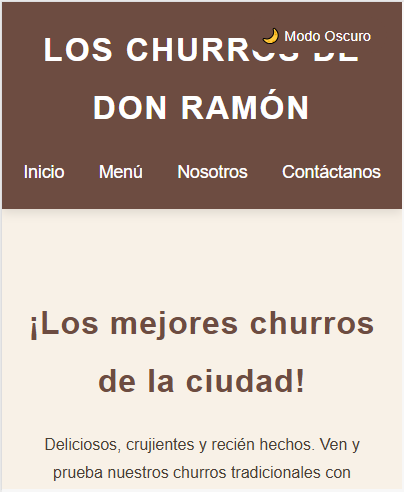 🌙 Modo Oscuro
LOS CHURROS DE
DON RAMÓN
Inicio Menú Nosotros Contáctanos
¡Los mejores churros
de la ciudad!
Deliciosos, crujientes y recién hechos. Ven y
prueba nuestros churros tradicionales con